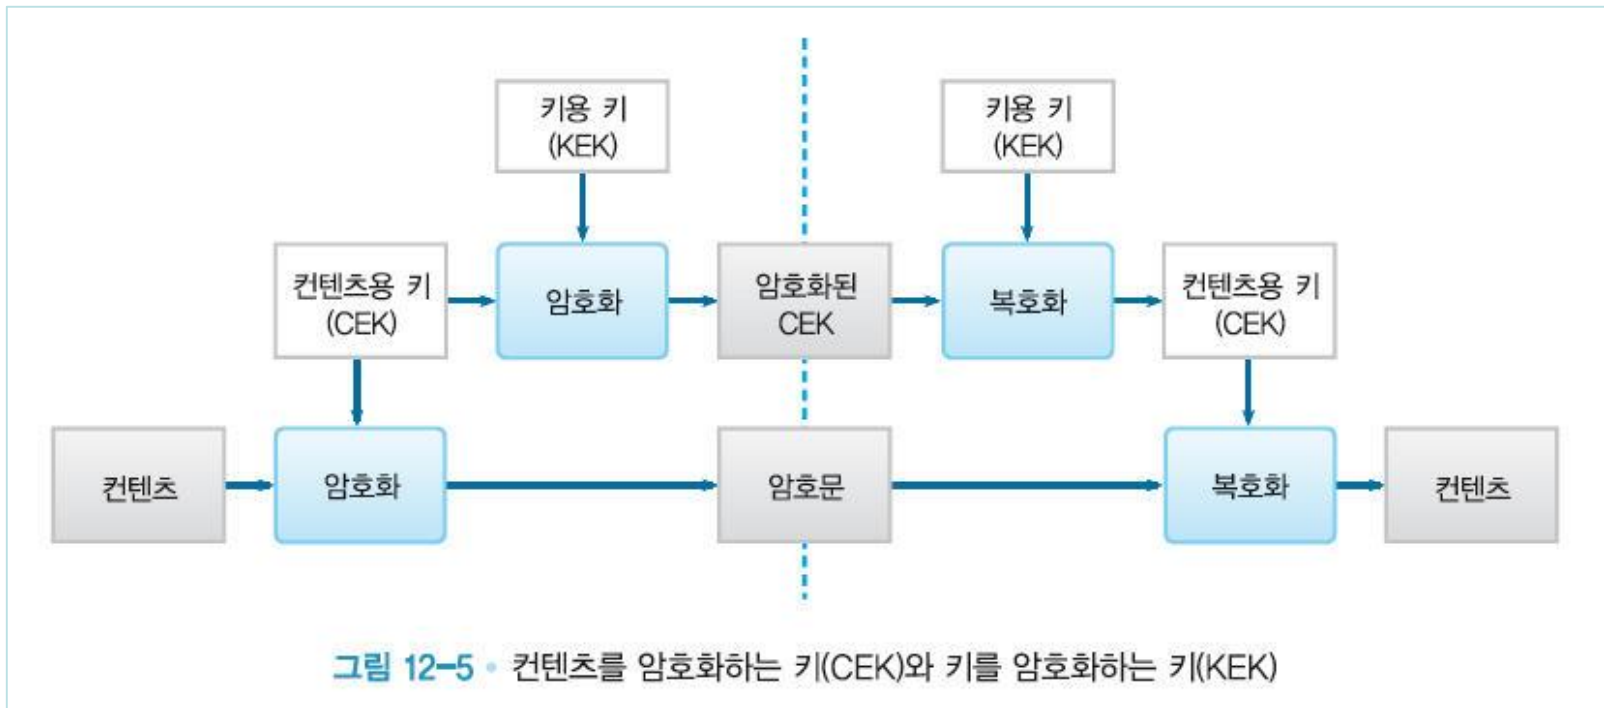 키용 키
(KEK)
키용 키
(KEK)
컨텐츠용 키
(CEK)
암호화
암호화된
CEK
복호화
컨텐츠용 키
(CEK)
컨텐츠
암호화
암호문
복호화
컨텐츠
그림 12-5 • 컨텐츠를 암호화하는 키(CEK)와 키를 암호화하는 키(KEK)